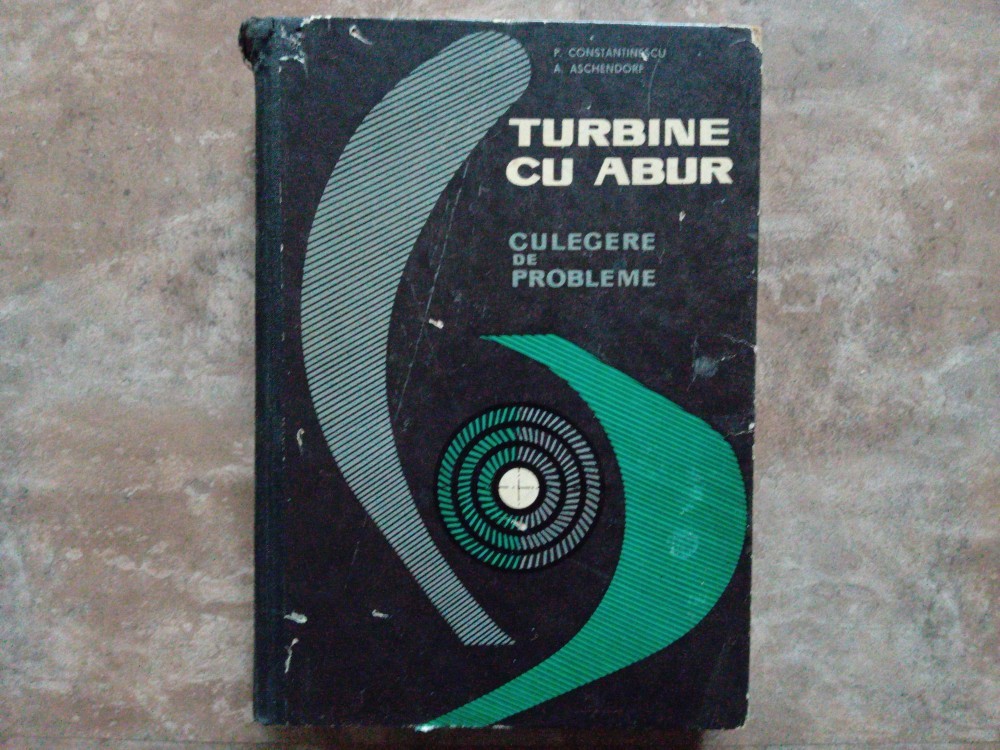 P. CONSTANTINESCU
A. ASCHENDORF
TURBINE
CU ABUR
CULEGERE
DE
PROBLEME